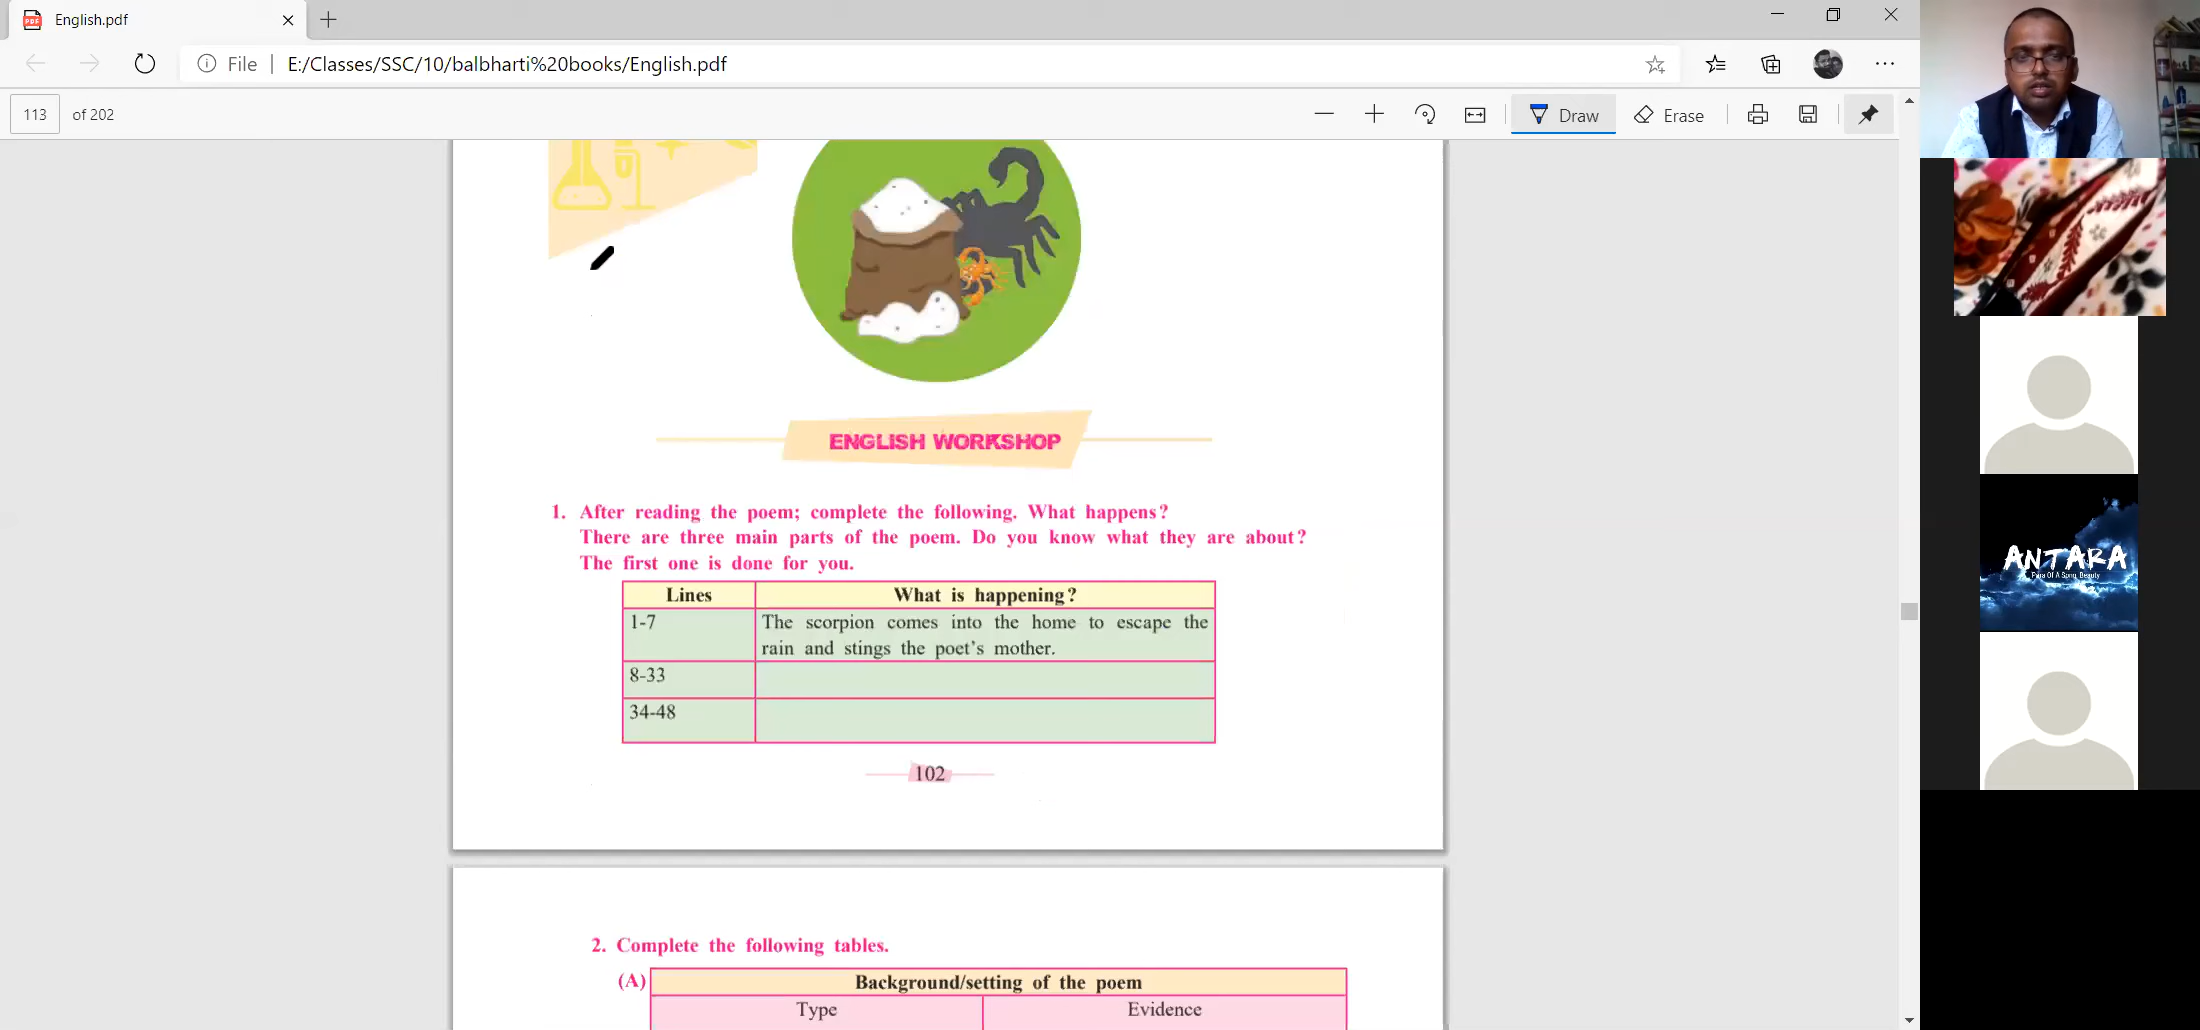 English.pdf
File
E:/Classes/SSC/10/balbharti%20books/English.pdf
113 of 202
Draw
Erase
ENGLISH WORKSHOP
1. After reading the poem; complete the following. What happens?
There are three main parts of the poem. Do you know what they are about?
The first one is done for you.
Lines What is happening?
1-7 The scorpion comes into the home to escape the
rain and stings the poet's mother.
8-33
34-48
102
2. Complete the following tables.
(A) Background/setting of the poem
Type Evidence
ANTARA
Para Of A Song Beauty